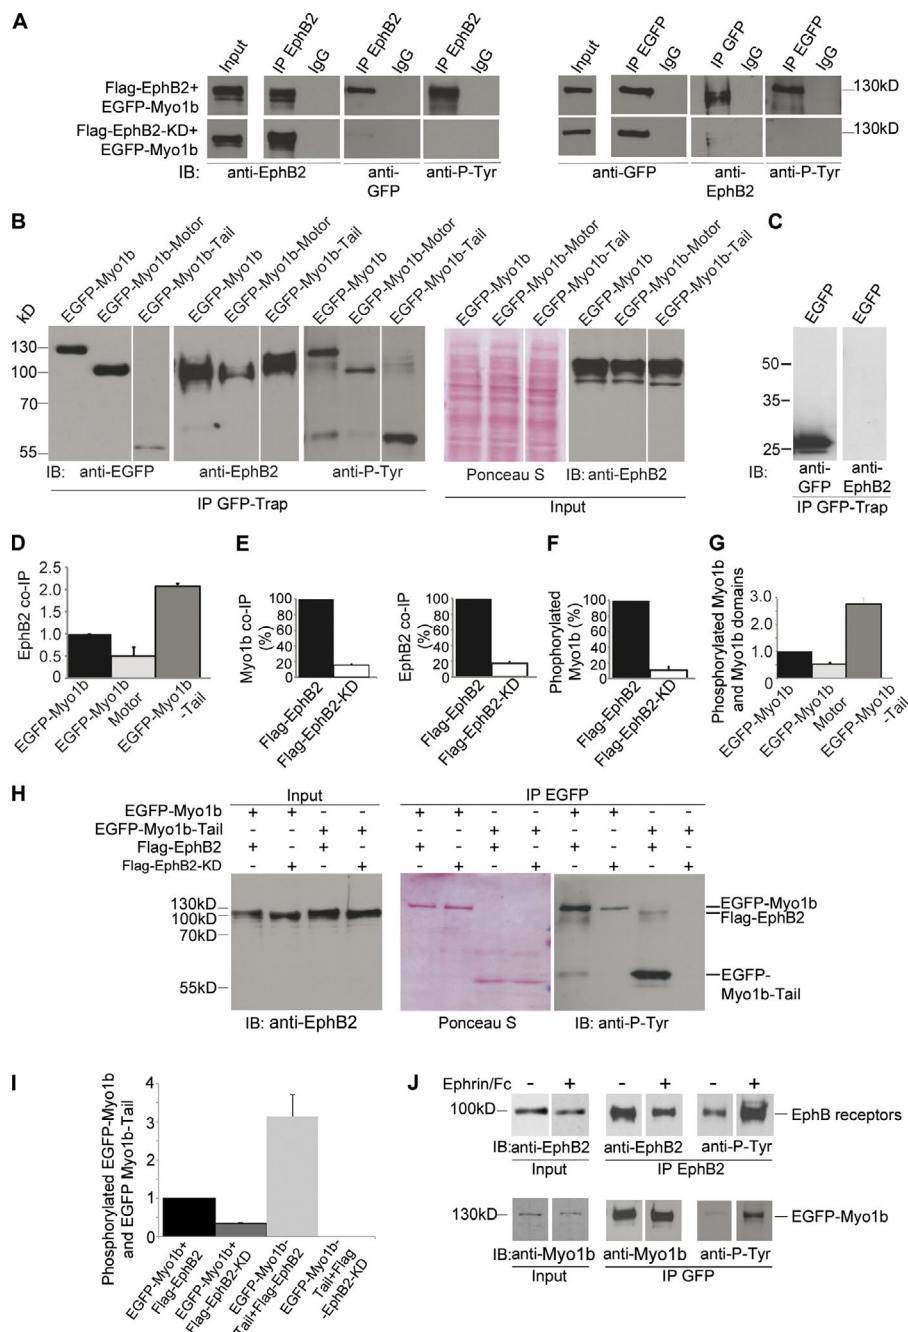 A
Input
IP EphB2
IgG
IP EphB2
IgG
IP EphB2
IgG
Input
IP EGFP
IgG
IP GFP
IgG
IP EGFP
IgG
Flag-EphB2+
EGFP-Myo1b
130kD
Flag-EphB2-KD+
EGFP-Myo1b
130kD
IB: anti-EphB2 anti-GFP anti-P-Tyr anti-GFP anti-EphB2 anti-P-Tyr
B
kD
EGFP-Myo1b
EGFP-Myo1b-Motor
EGFP-Myo1b-Tail
EGFP-Myo1b
EGFP-Myo1b-Motor
EGFP-Myo1b-Tail
EGFP-Myo1b
EGFP-Myo1b-Motor
EGFP-Myo1b-Tail
EGFP-Myo1b
EGFP-Myo1b-Motor
EGFP-Myo1b-Tail
EGFP-Myo1b
EGFP-Myo1b-Motor
EGFP-Myo1b-Tail
130
100
70
55
IB: anti-EGFP anti-EphB2 anti-P-Tyr Ponceau S IB: anti-EphB2
IP GFP-Trap Input
C
EGFP
EGFP
50
35
25
IB: anti-GFP anti-EphB2
IP GFP-Trap
D
EphB2 co-IP
2.5
2.0
1.5
1.0
0.5
0
EGFP-Myo1b
EGFP-Myo1b Motor
EGFP-Myo1b -Tail
E
Myo1b co-IP (%)
100
80
60
40
20
0
Flag-EphB2
Flag-EphB2-KD
EphB2 co-IP (%)
100
80
60
40
20
0
Flag-EphB2
Flag-EphB2-KD
F
Phophorylated Myo1b (%)
100
80
60
40
20
0
Flag-EphB2
Flag-EphB2-KD
G
Phosphorylated Myo1b and Myo1b domains
3.0
2.0
1.0
0
EGFP-Myo1b
EGFP-Myo1b Motor
EGFP-Myo1b -Tail
H
Input IP EGFP
EGFP-Myo1b + + - - + + - - + + - -
EGFP-Myo1b-Tail - - + + - - + + - - + +
Flag-EphB2 + - + - + - + - + - + -
Flag-EphB2-KD - + - + - + - + - + - +
130kD
100kD
70kD
55kD
EGFP-Myo1b
Flag-EphB2
EGFP-
Myo1b-Tail
IB: anti-EphB2 Ponceau S IB: anti-P-Tyr
I
Phosphorylated EGFP-Myo1b and EGFP Myo1b-Tail
4
3
2
1
0
EGFP-Myo1b+ Flag-EphB2
EGFP-Myo1b+ Flag-EphB2-KD
EGFP-Myo1b- Tail+Flag-EphB2
EGFP-Myo1b- Tail+Flag -EphB2-KD
J
Ephrin/Fc - + - + - +
100kD
EphB receptors
IB: anti-EphB2 anti-EphB2 anti-P-Tyr
Input IP EphB2
130kD
EGFP-Myo1b
IB: anti-Myo1b anti-Myo1b anti-P-Tyr
Input IP GFP